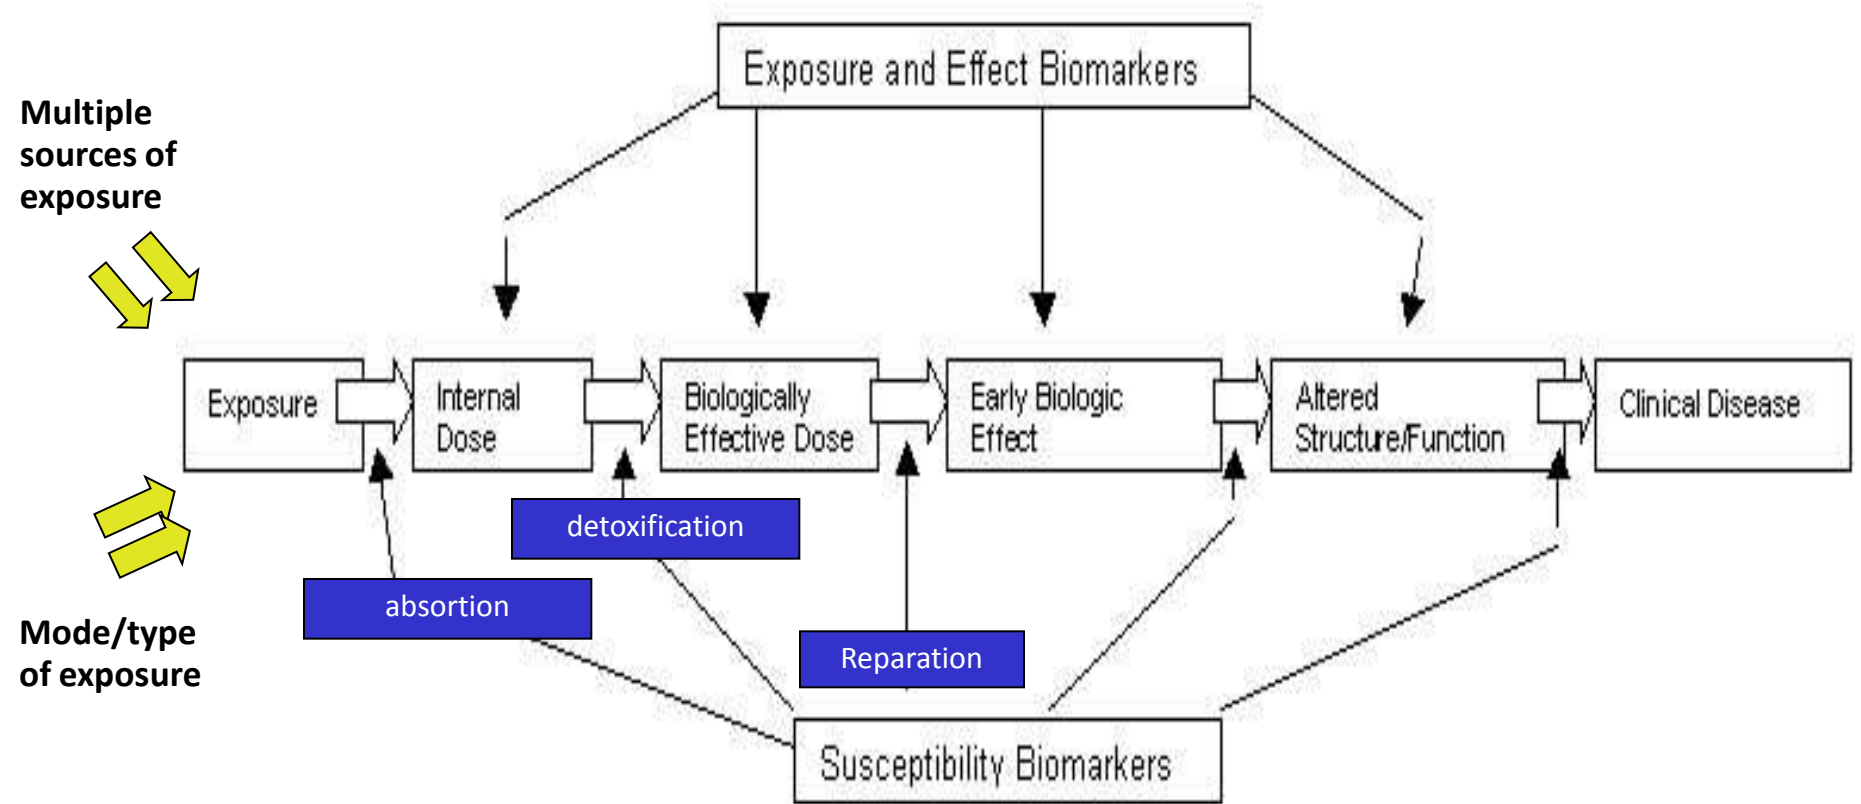 Exposure and Effect Biomarkers
Multiple
sources of
exposure
Exposure
Internal
Dose
Biologically
Effective Dose
Early Biologic
Effect
Altered
Structure/Function
Clinical Disease
detoxification
absortion
Reparation
Mode/type
of exposure
Susceptibility Biomarkers